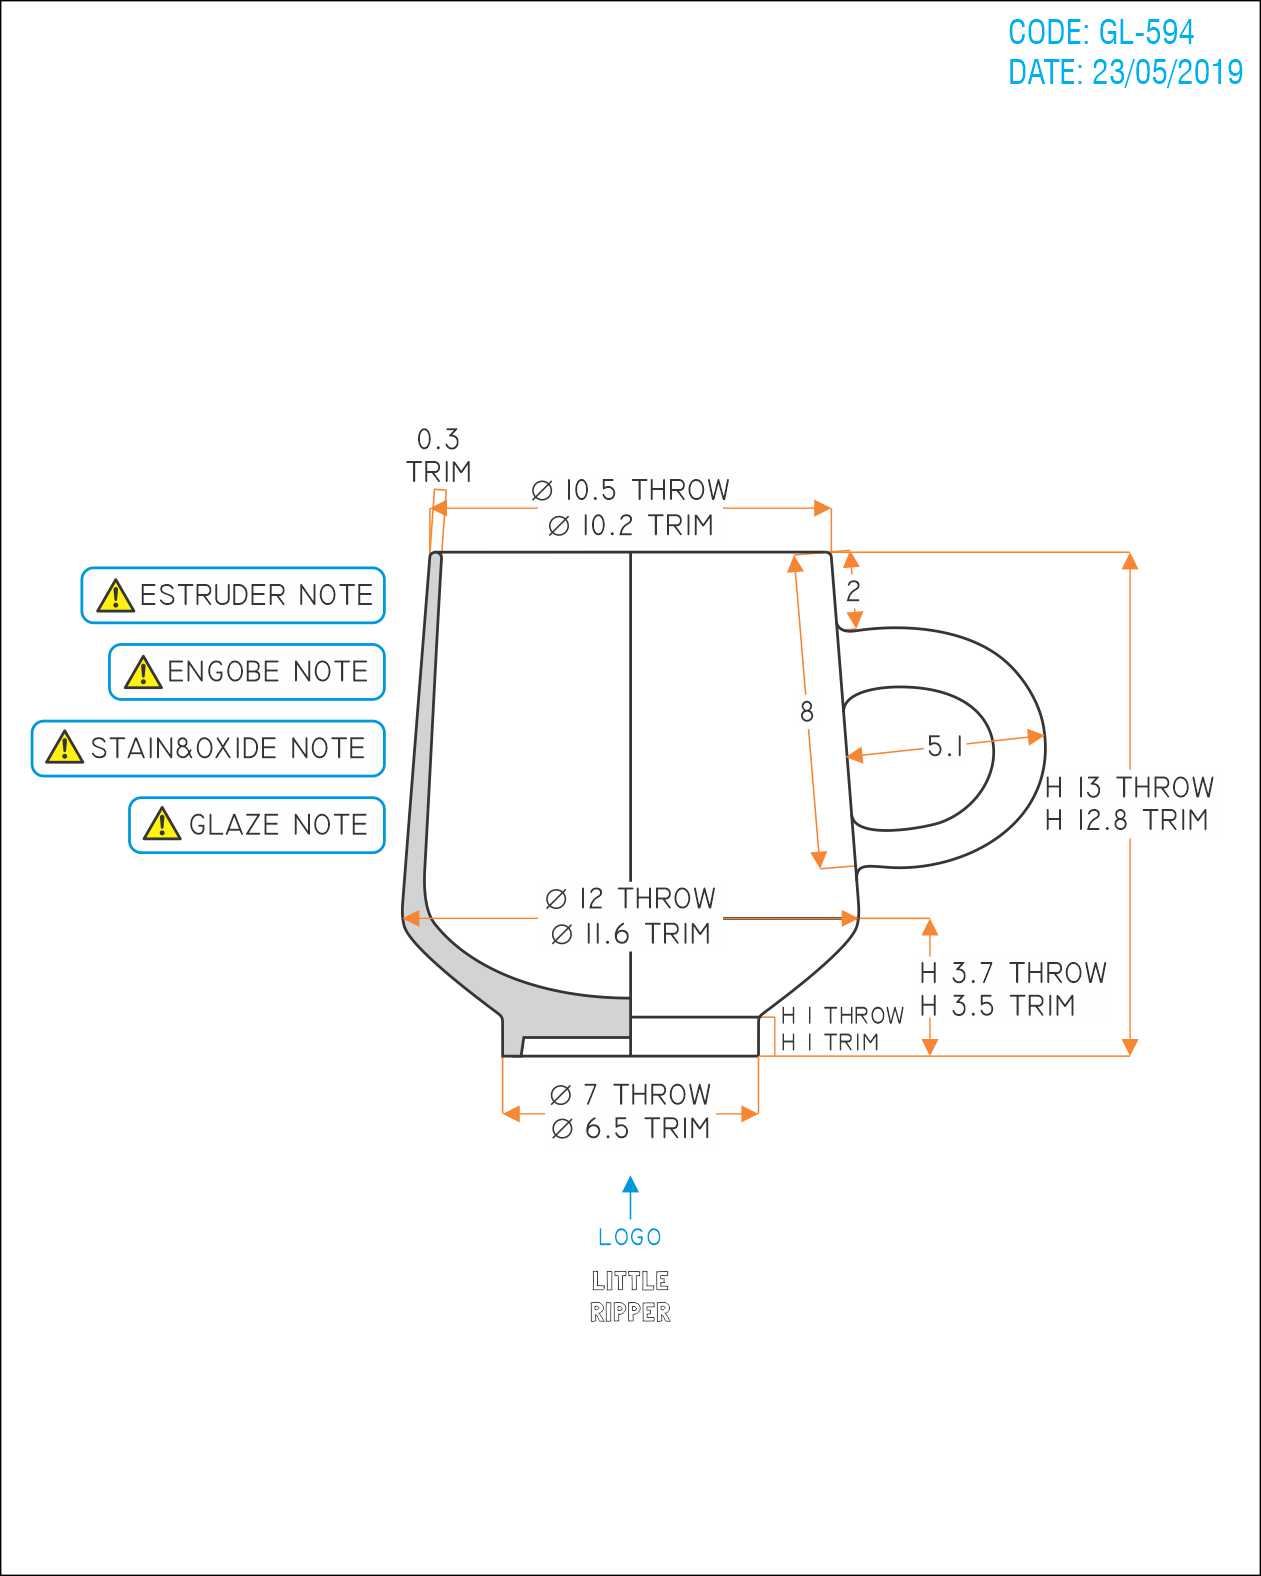 CODE: GL-594
DATE: 23/05/2019
0.3
TRIM
Ø 10.5 THROW
Ø 10.2 TRIM
ESTRUDER NOTE
2
ENGOBE NOTE
8
STAIN&OXIDE NOTE
5.1
H 13 THROW
H 12.8 TRIM
GLAZE NOTE
Ø 12 THROW
Ø 11.6 TRIM
H 3.7 THROW
H 3.5 TRIM
H 1 THROW
H 1 TRIM
Ø 7 THROW
Ø 6.5 TRIM
LOGO
LITTLE
RIPPER